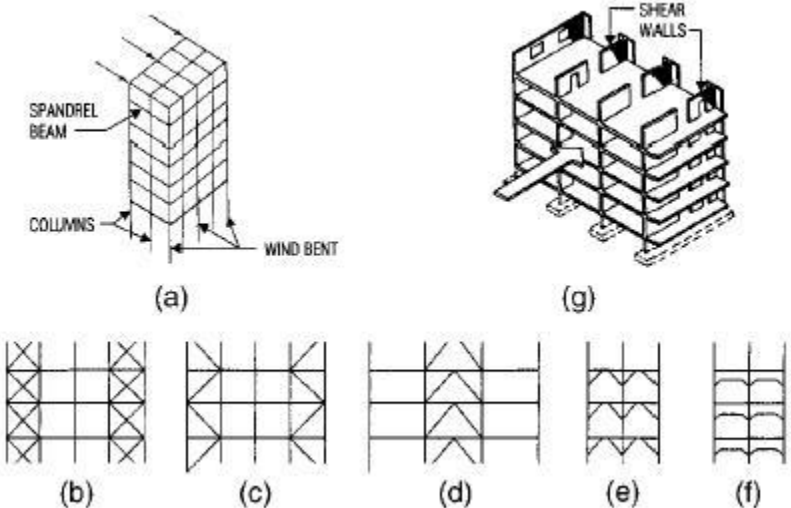 SHEAR
WALLS
SPANDREL
BEAM
COLUMNS
WIND BENT
(a)
(g)
(b)
(c)
(d)
(e)
(f)